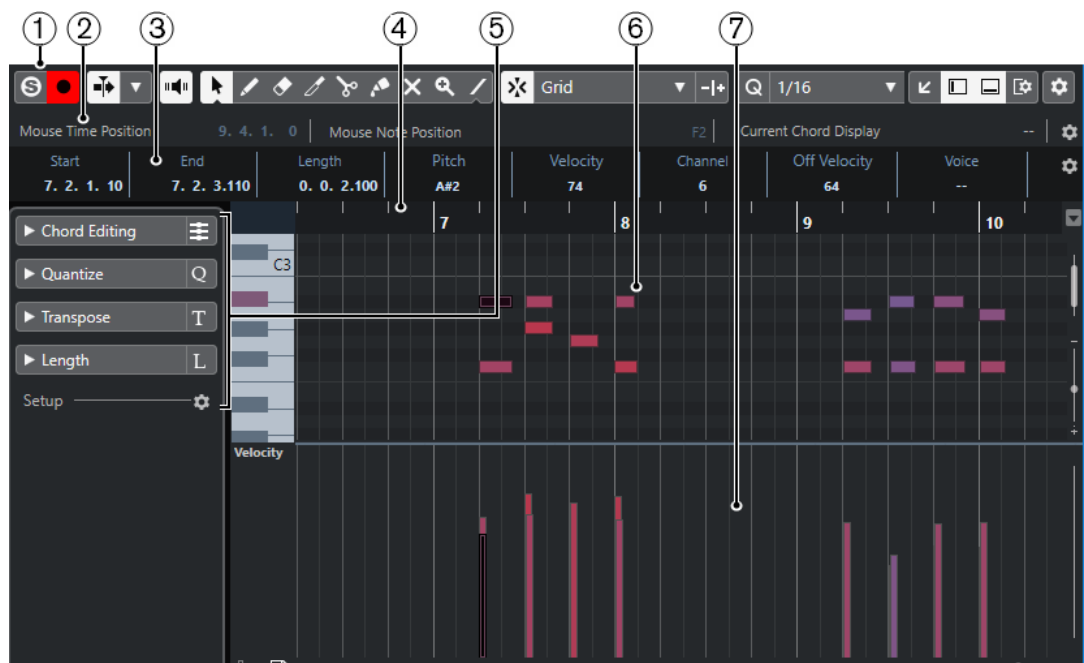 1 2 3 4 5 6 7
S Grid Q 1/16
Mouse Time Position 9. 4. 1. 0 Mouse Note Position F2 Current Chord Display --
Start End Length Pitch Velocity Channel Off Velocity Voice
7. 2. 1. 10 7. 2. 3.110 0. 0. 2.100 A#2 74 6 64 --
7 8 9 10
Chord Editing
C3
Quantize Q
Transpose T
Length L
Setup
Velocity